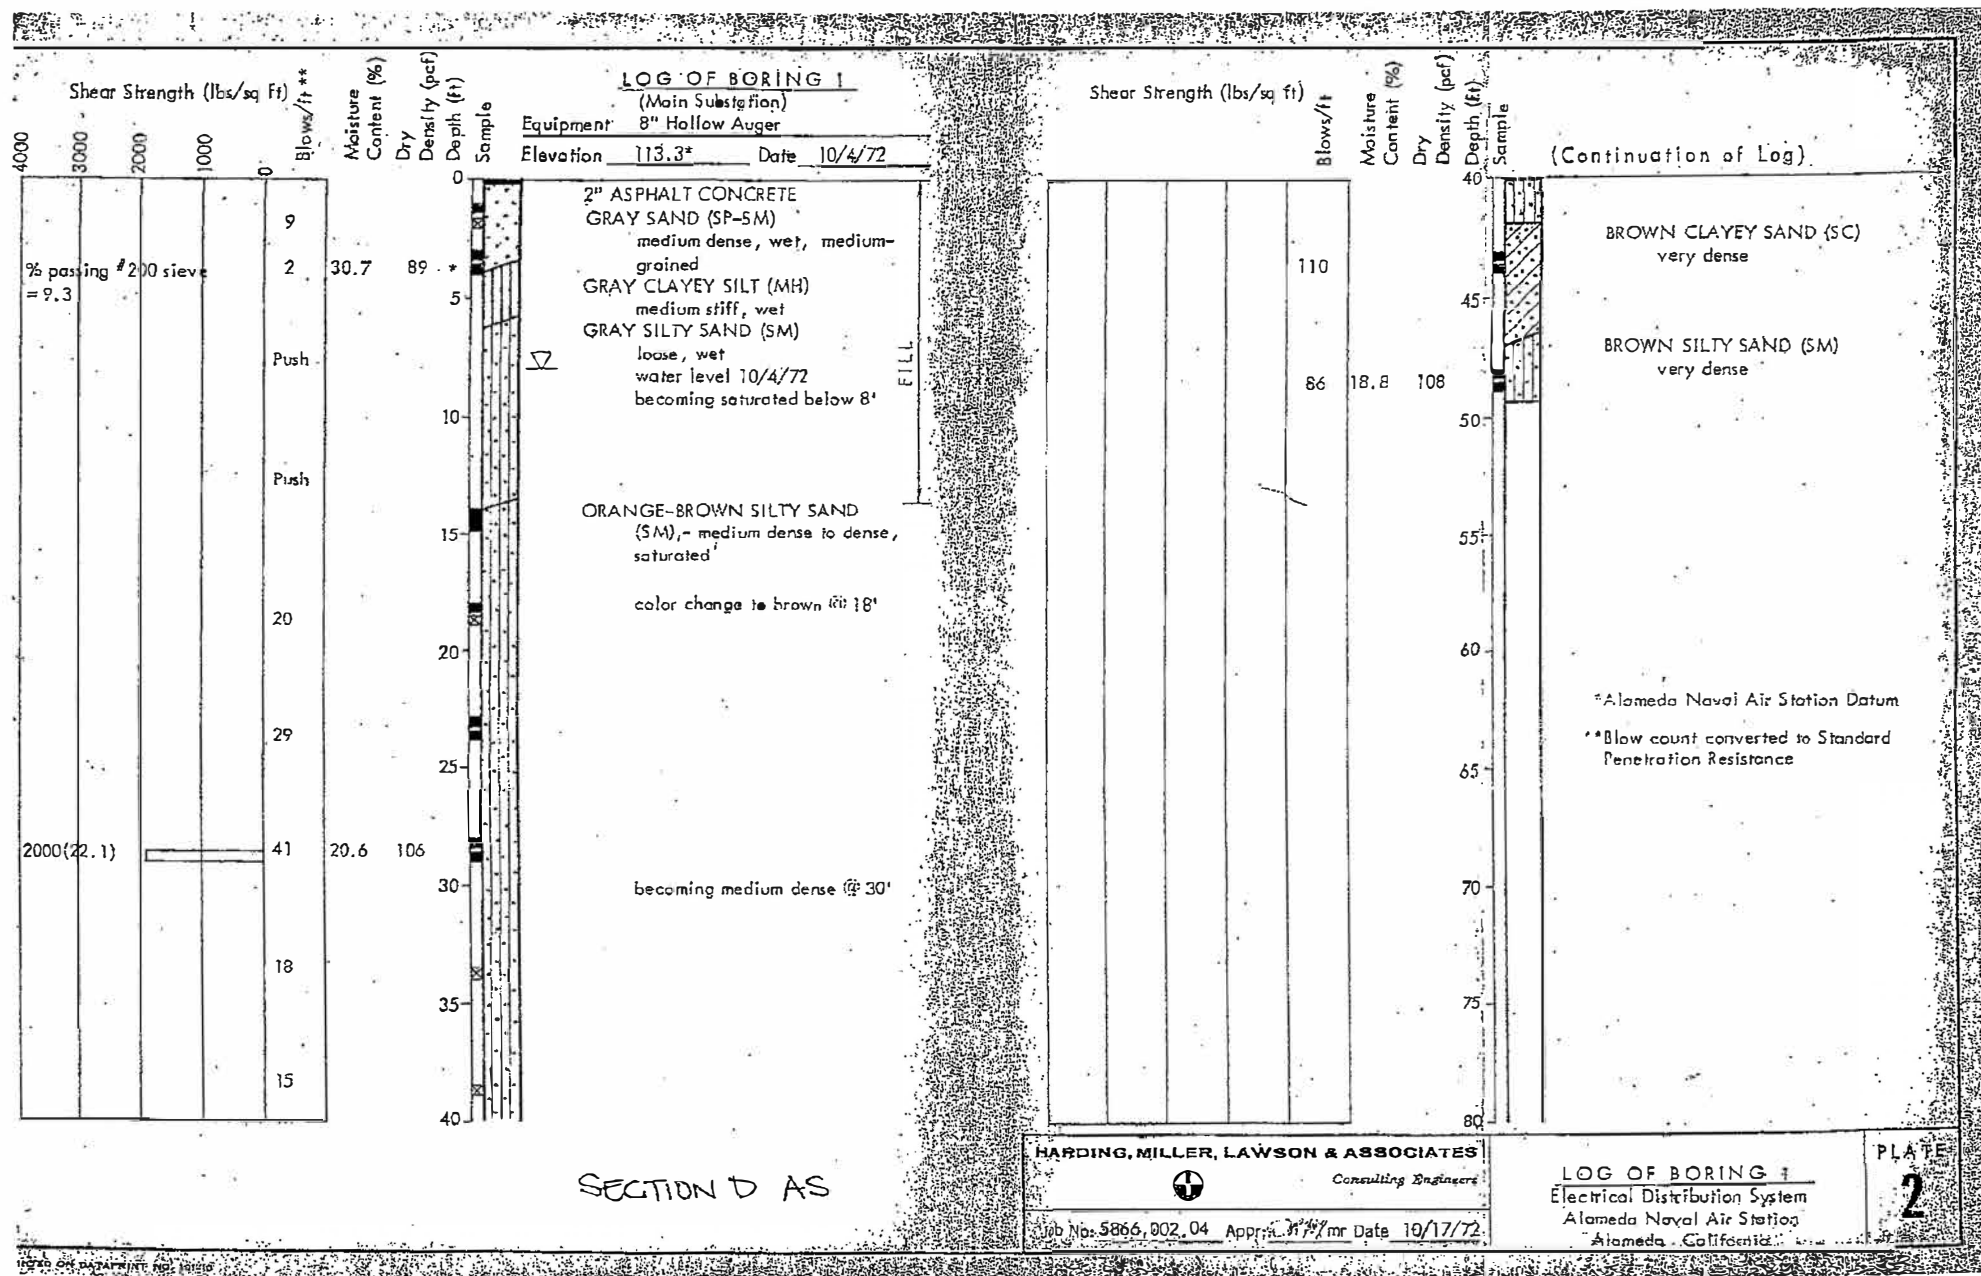 Shear Strength (lbs/sq ft)
Blows/ft **
Moisture Content (%)
Dry Density (pcf)
Depth (ft)
Sample
4000
3000
2000
1000
0
LOG OF BORING 1
(Main Substation)
Equipment 8" Hollow Auger
Elevation 113.3* Date 10/4/72
0
2" ASPHALT CONCRETE
9
GRAY SAND (SP-SM)
medium dense, wet, medium-
grained
% passing #200 sieve
= 9.3
2 30.7 89 *
GRAY CLAYEY SILT (MH)
5
medium stiff, wet
GRAY SILTY SAND (SM)
Push
loose, wet
water level 10/4/72
becoming saturated below 8'
FILL
10
Push
ORANGE-BROWN SILTY SAND
(SM),- medium dense to dense,
15
saturated
color change to brown @ 18'
20
20
29
25
2000(22.1) 41 20.6 106
30
becoming medium dense @ 30'
18
35
15
40
SECTION D AS
Shear Strength (lbs/sq ft)
Blows/ft
Moisture Content (%)
Dry Density (pcf)
Depth (ft)
Sample
(Continuation of Log)
40
BROWN CLAYEY SAND (SC)
very dense
110
45
BROWN SILTY SAND (SM)
very dense
86 18.8 108
50
55
60
*Alameda Naval Air Station Datum
**Blow count converted to Standard
Penetration Resistance
65
70
75
80
HARDING, MILLER, LAWSON & ASSOCIATES
Consulting Engineers
Job No: 5866,002.04 Appr: mr Date 10/17/72
LOG OF BORING 1
Electrical Distribution System
Alameda Naval Air Station
Alameda California
PLATE
2